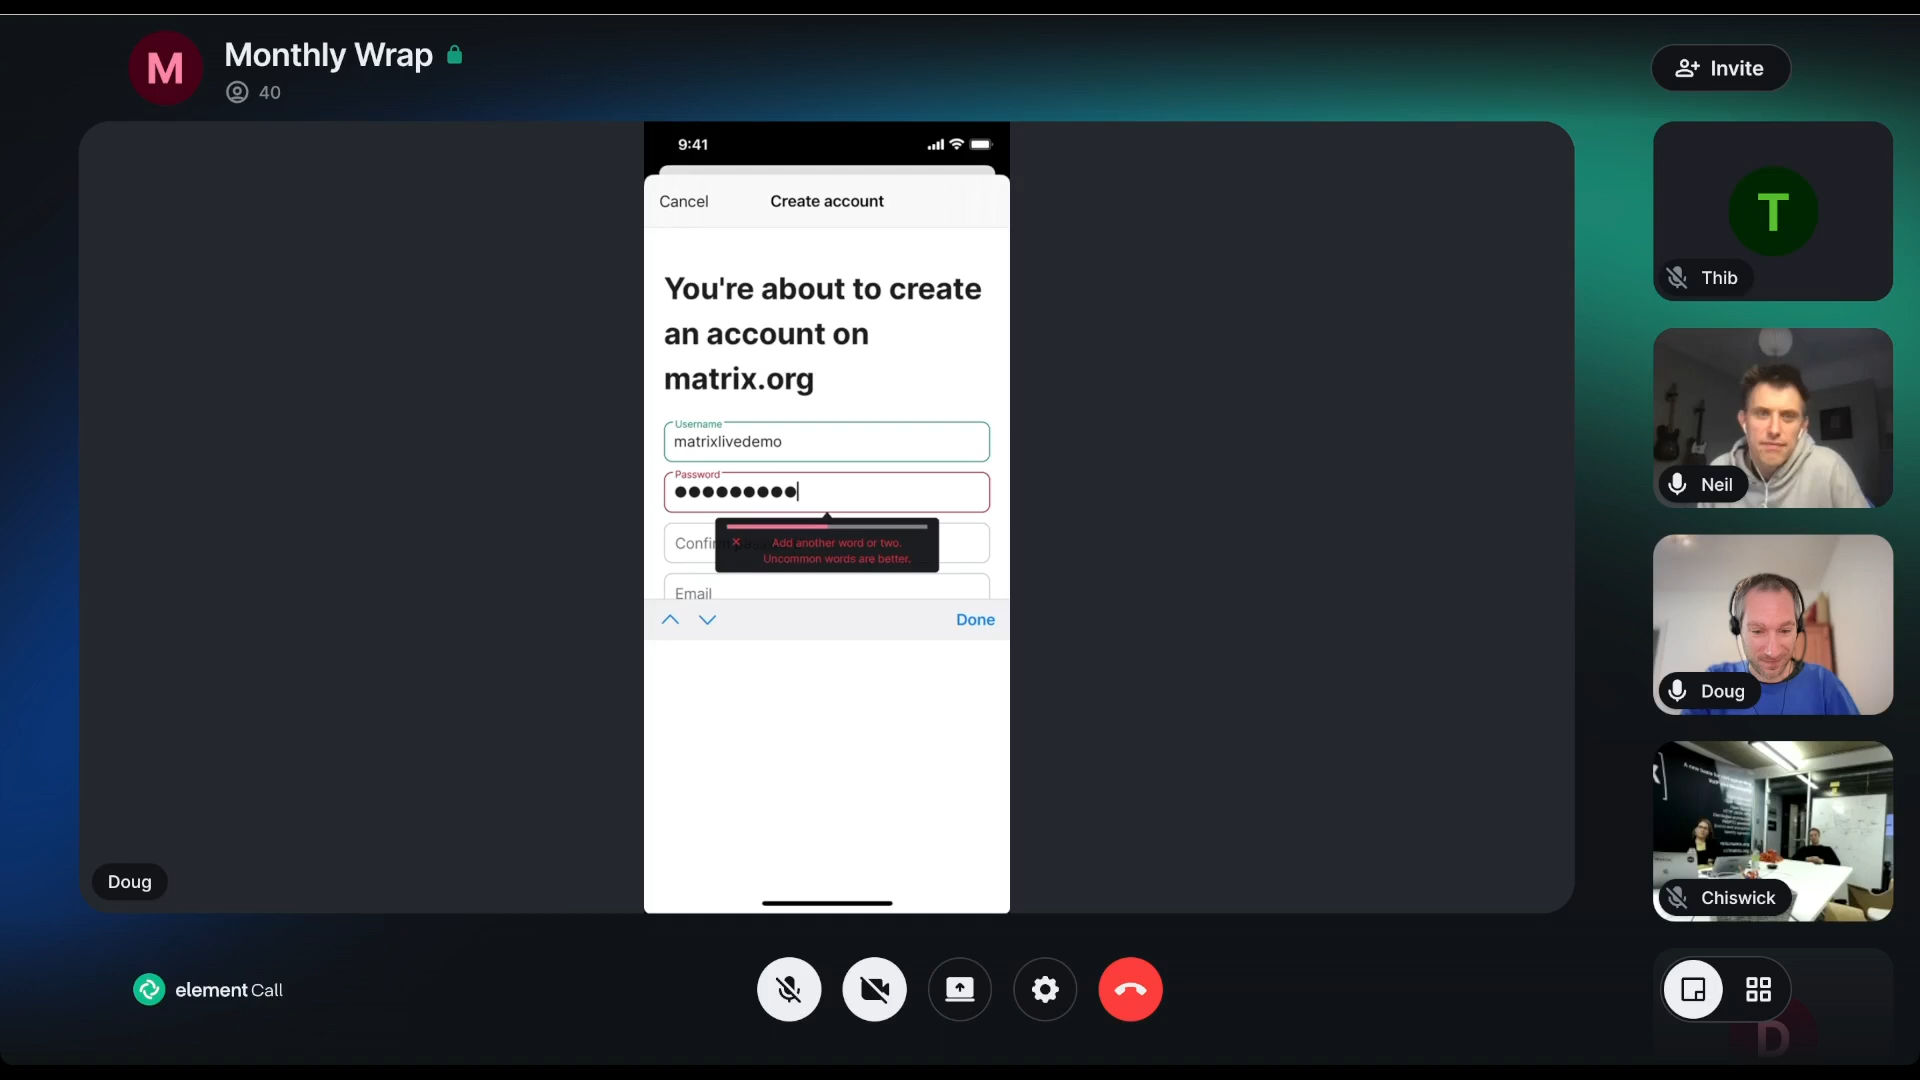 M
Monthly Wrap
40
Invite
9:41
Cancel
Create account
You're about to create
an account on
matrix.org
Username
matrixlivedemo
Password
Add another word or two.
Uncommon words are better.
Email
Done
Doug
T
Thib
Neil
Doug
Chiswick
D
element Call